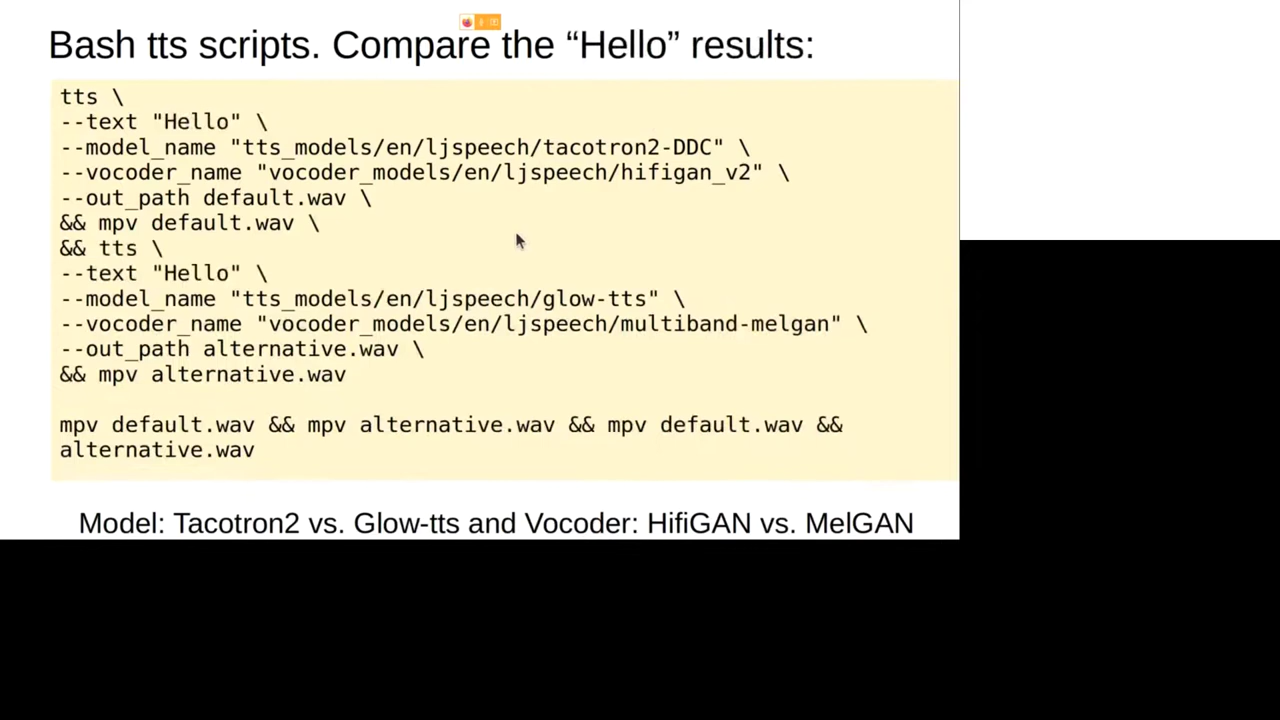 Bash tts scripts. Compare the “Hello” results:
tts \
--text "Hello" \
--model_name "tts_models/en/ljspeech/tacotron2-DDC" \
--vocoder_name "vocoder_models/en/ljspeech/hifigan_v2" \
--out_path default.wav \
&& mpv default.wav \
&& tts \
--text "Hello" \
--model_name "tts_models/en/ljspeech/glow-tts" \
--vocoder_name "vocoder_models/en/ljspeech/multiband-melgan" \
--out_path alternative.wav \
&& mpv alternative.wav
mpv default.wav && mpv alternative.wav && mpv default.wav &&
alternative.wav
Model: Tacotron2 vs. Glow-tts and Vocoder: HifiGAN vs. MelGAN